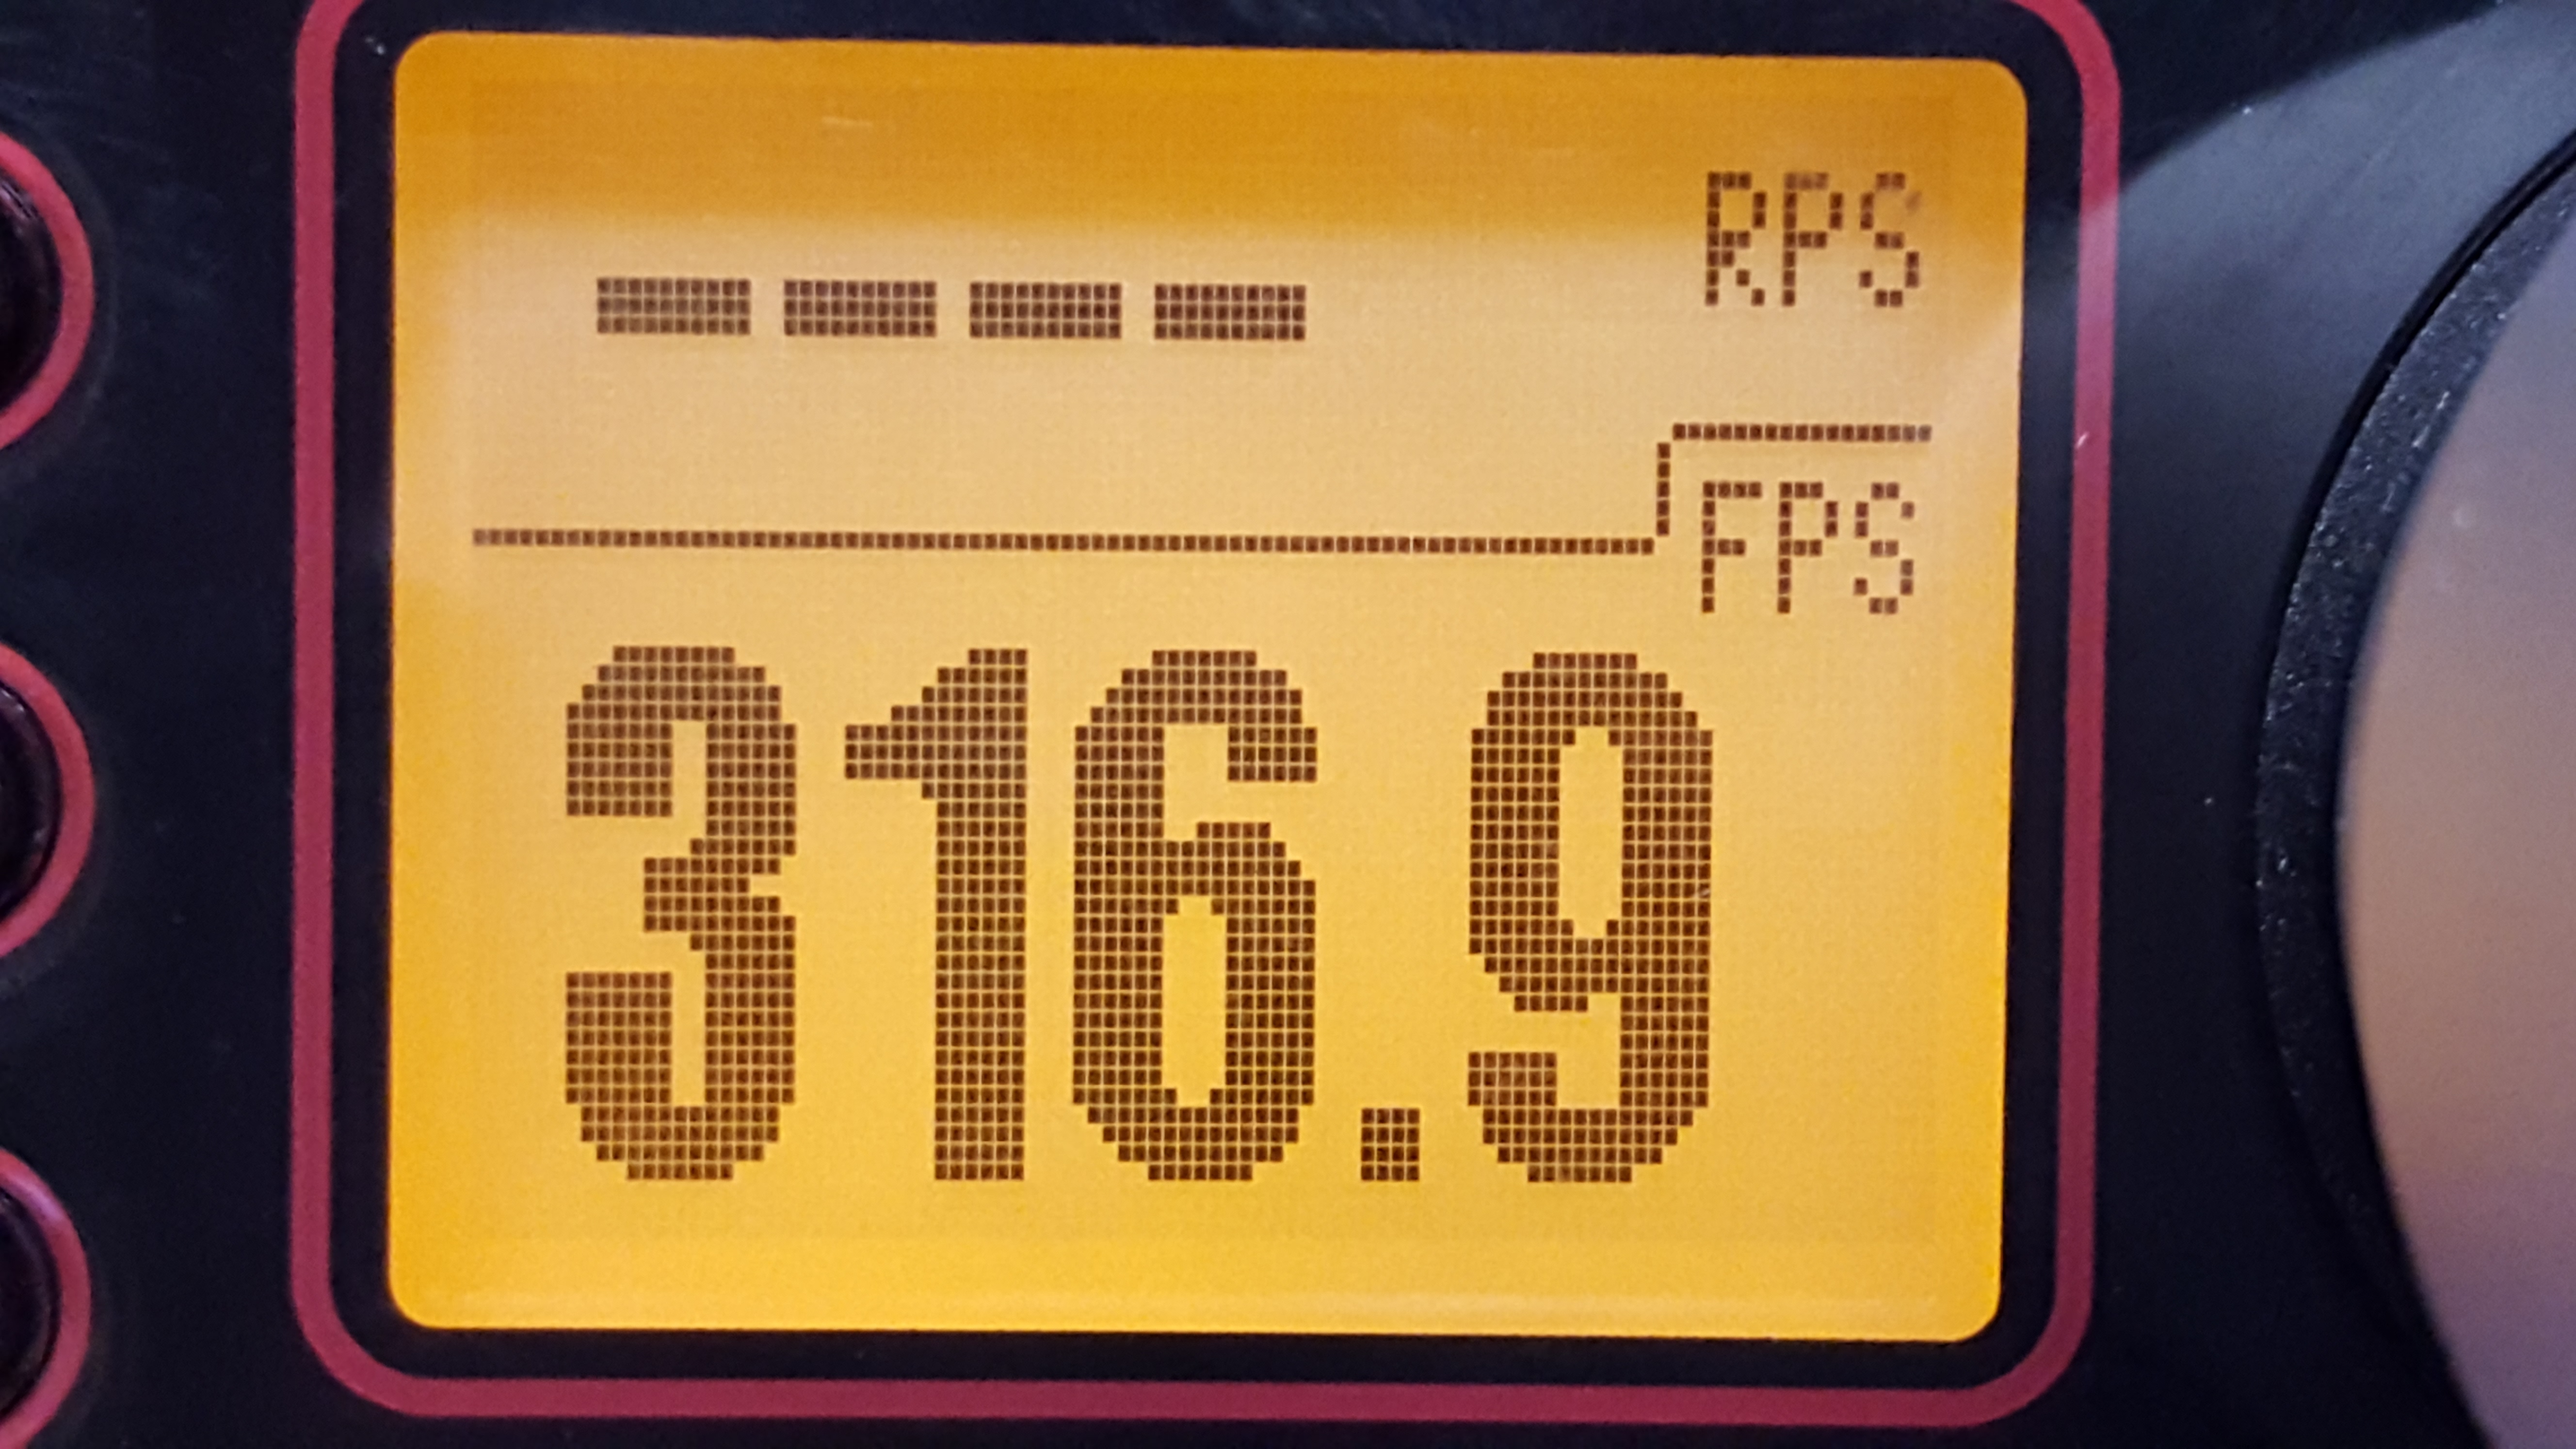 ---- RPS
FPS
316.9